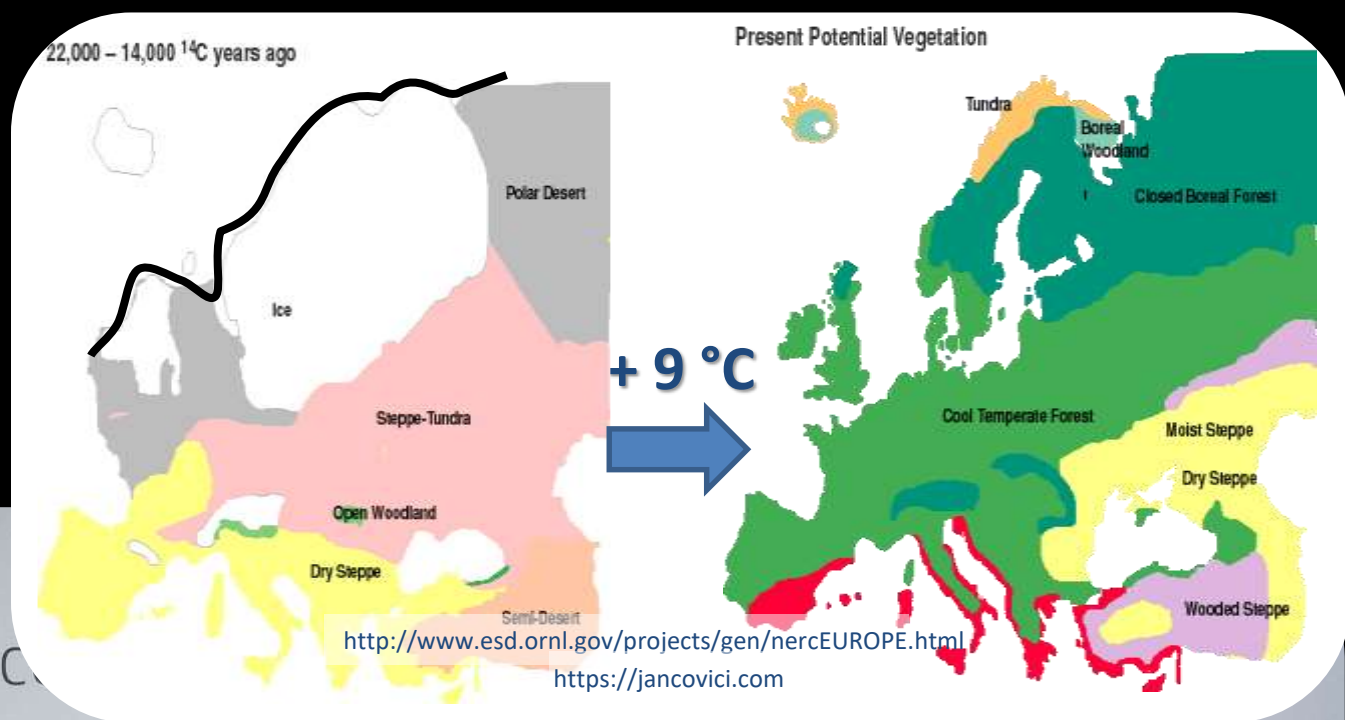 22,000 – 14,000 ¹⁴C years ago
Polar Desert
Ice
Steppe-Tundra
Open Woodland
Dry Steppe
Semi-Desert
+ 9 °C
Present Potential Vegetation
Tundra
Boreal
Woodland
Closed Boreal Forest
Cool Temperate Forest
Moist Steppe
Dry Steppe
Wooded Steppe
http://www.esd.ornl.gov/projects/gen/nercEUROPE.html
https://jancovici.com